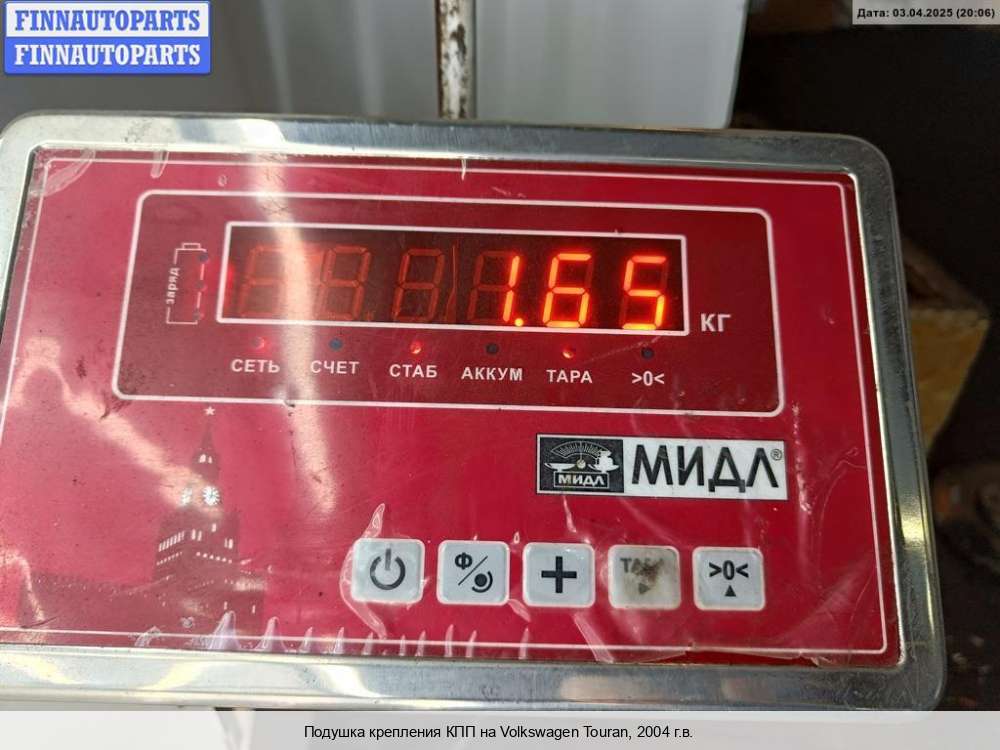 FINNAUTOPARTS
FINNAUTOPARTS
Дата: 03.04.2025 (20:06)
заряд
1.65
КГ
СЕТЬ СЧЕТ СТАБ АККУМ ТАРА >0<
МИДЛ МИДЛ®
Ф + ТАРА >0<
Подушка крепления КПП на Volkswagen Touran, 2004 г.в.